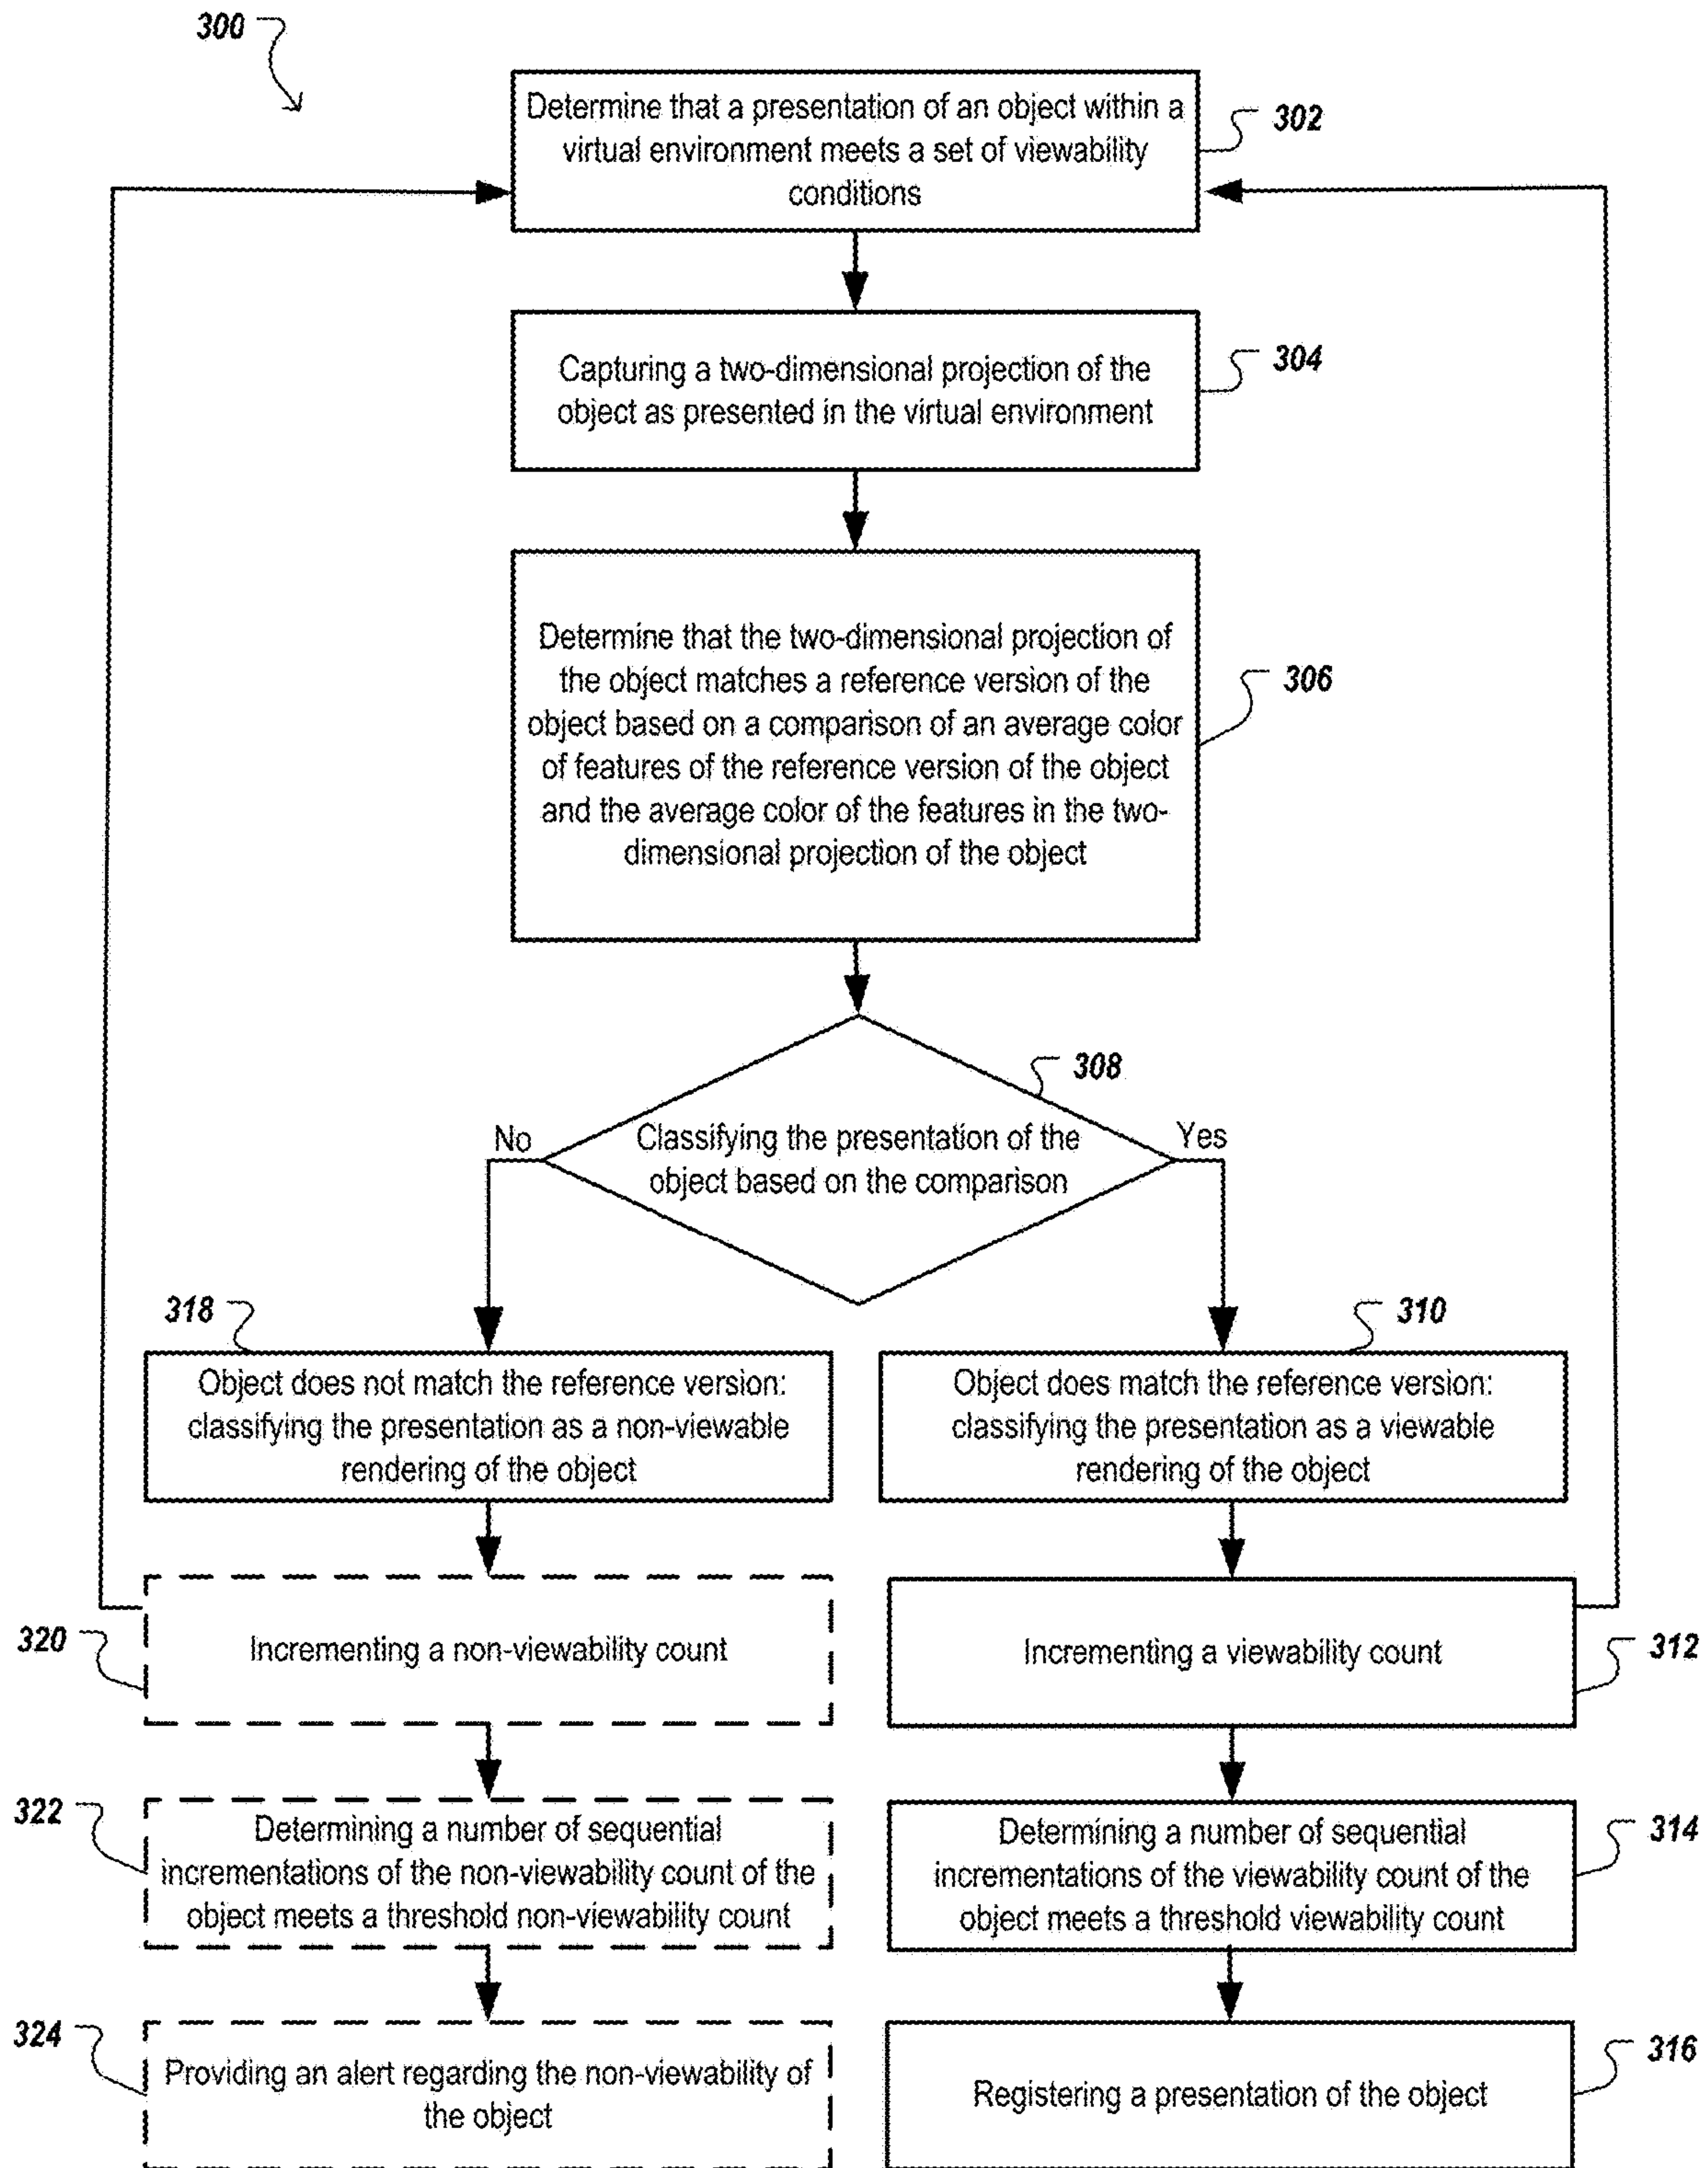 300
Determine that a presentation of an object within a
virtual environment meets a set of viewability
conditions
302
Capturing a two-dimensional projection of the
object as presented in the virtual environment
304
Determine that the two-dimensional projection of
the object matches a reference version of the
object based on a comparison of an average color
of features of the reference version of the object
and the average color of the features in the two-
dimensional projection of the object
306
308
Classifying the presentation of the
object based on the comparison
No
Yes
318
Object does not match the reference version:
classifying the presentation as a non-viewable
rendering of the object
310
Object does match the reference version:
classifying the presentation as a viewable
rendering of the object
320
Incrementing a non-viewability count
Incrementing a viewability count
312
322
Determining a number of sequential
incrementations of the non-viewability count of the
object meets a threshold non-viewability count
Determining a number of sequential
incrementations of the viewability count of the
object meets a threshold viewability count
314
324
Providing an alert regarding the non-viewability of
the object
Registering a presentation of the object
316